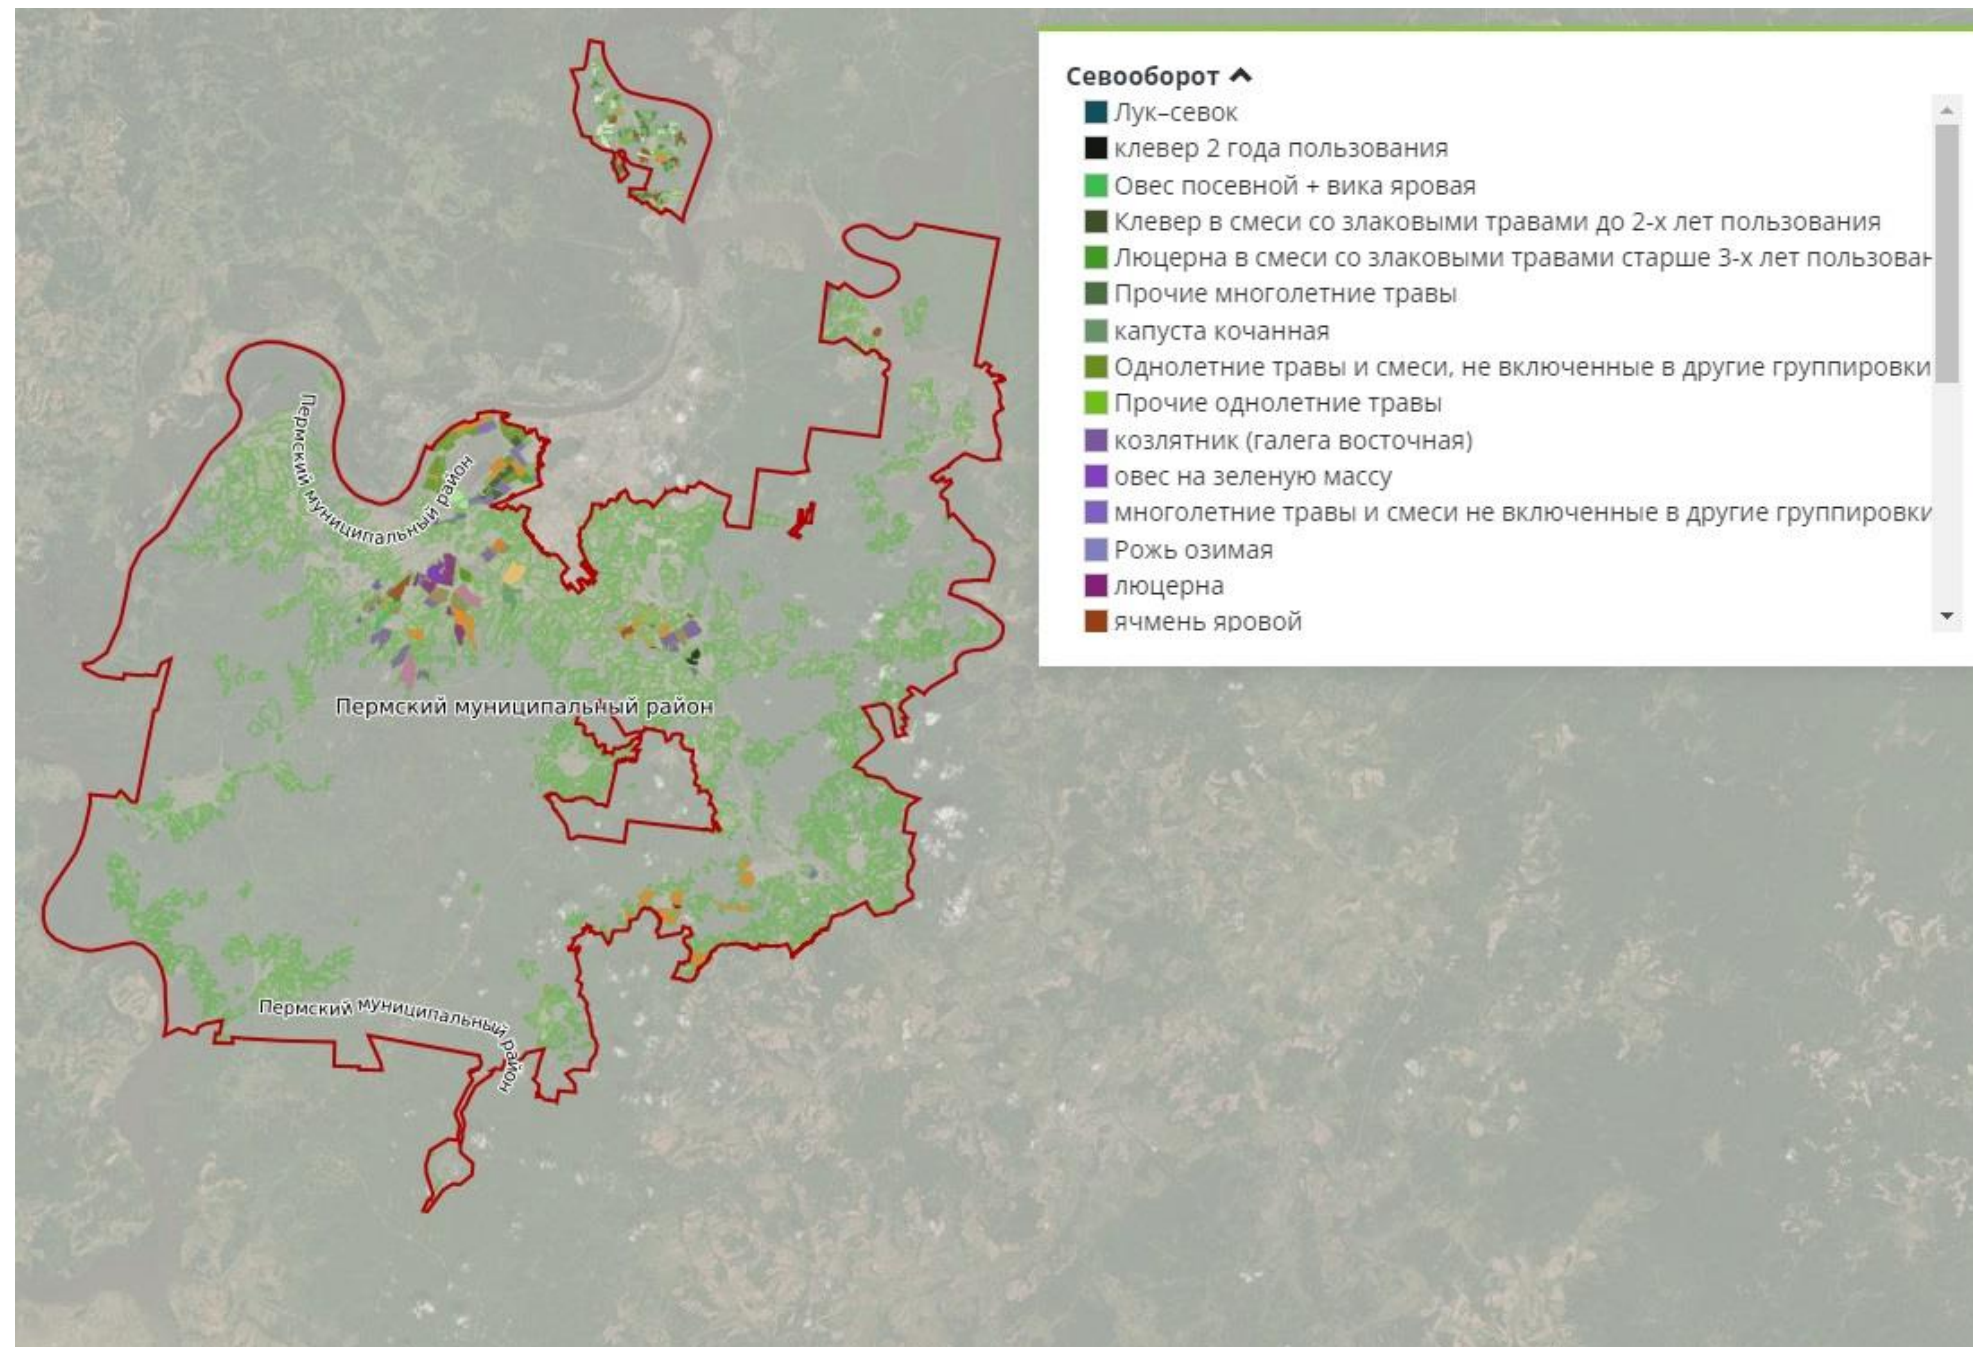 Севооборот
Лук–севок
клевер 2 года пользования
Овес посевной + вика яровая
Клевер в смеси со злаковыми травами до 2-х лет пользования
Люцерна в смеси со злаковыми травами старше 3-х лет пользован
Прочие многолетние травы
капуста кочанная
Однолетние травы и смеси, не включенные в другие группировки
Прочие однолетние травы
козлятник (галега восточная)
овес на зеленую массу
многолетние травы и смеси не включенные в другие группировки
Рожь озимая
люцерна
ячмень яровой
Пермский муниципальный район
Пермский муниципальный район
Пермский муниципальный район